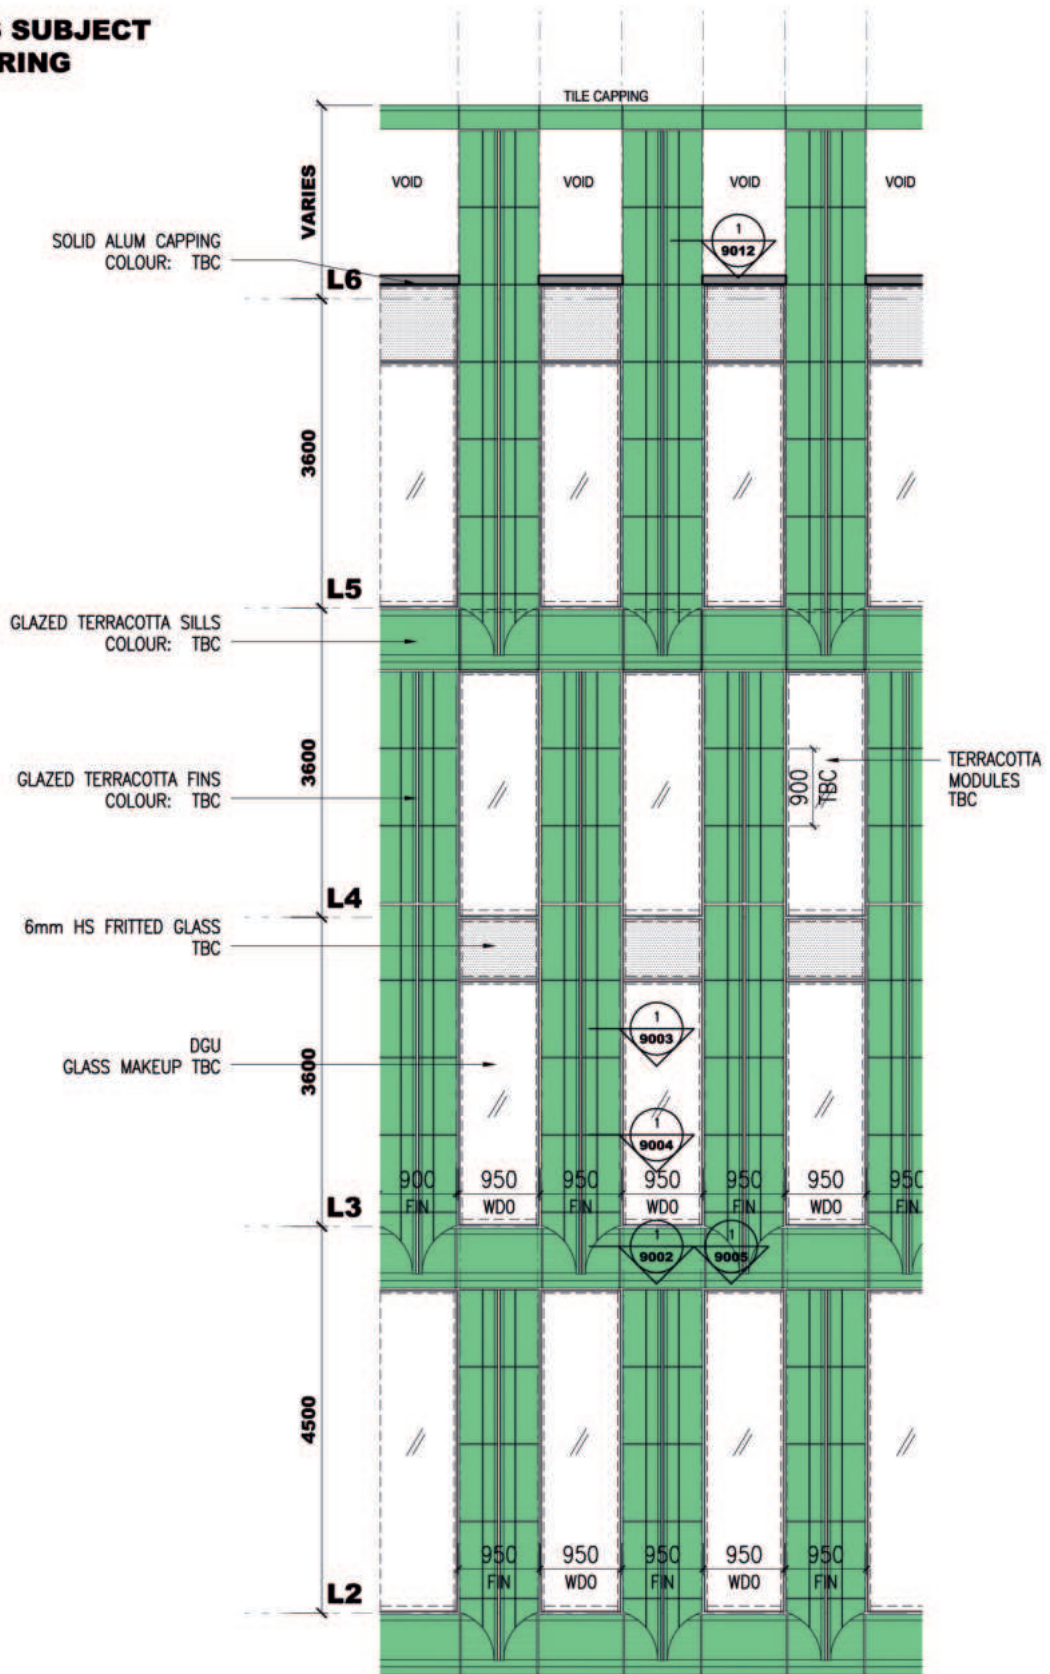 S SUBJECT
RING
TILE CAPPING
VARIES
VOID
VOID
VOID
VOID
SOLID ALUM CAPPING
COLOUR: TBC
1
9012
L6
3600
L5
GLAZED TERRACOTTA SILLS
COLOUR: TBC
3600
GLAZED TERRACOTTA FINS
COLOUR: TBC
900
TBC
TERRACOTTA
MODULES
TBC
L4
6mm HS FRITTED GLASS
TBC
DGU
GLASS MAKEUP TBC
3600
1
9003
1
9004
900
950
950
950
950
950
950
FIN
WDO
FIN
WDO
FIN
WDO
FIN
L3
1
9002
1
9005
4500
950
950
950
950
950
FIN
WDO
FIN
WDO
FIN
L2